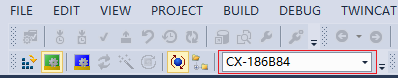 FILE EDIT VIEW PROJECT BUILD DEBUG TWINCAT
CX-186B84